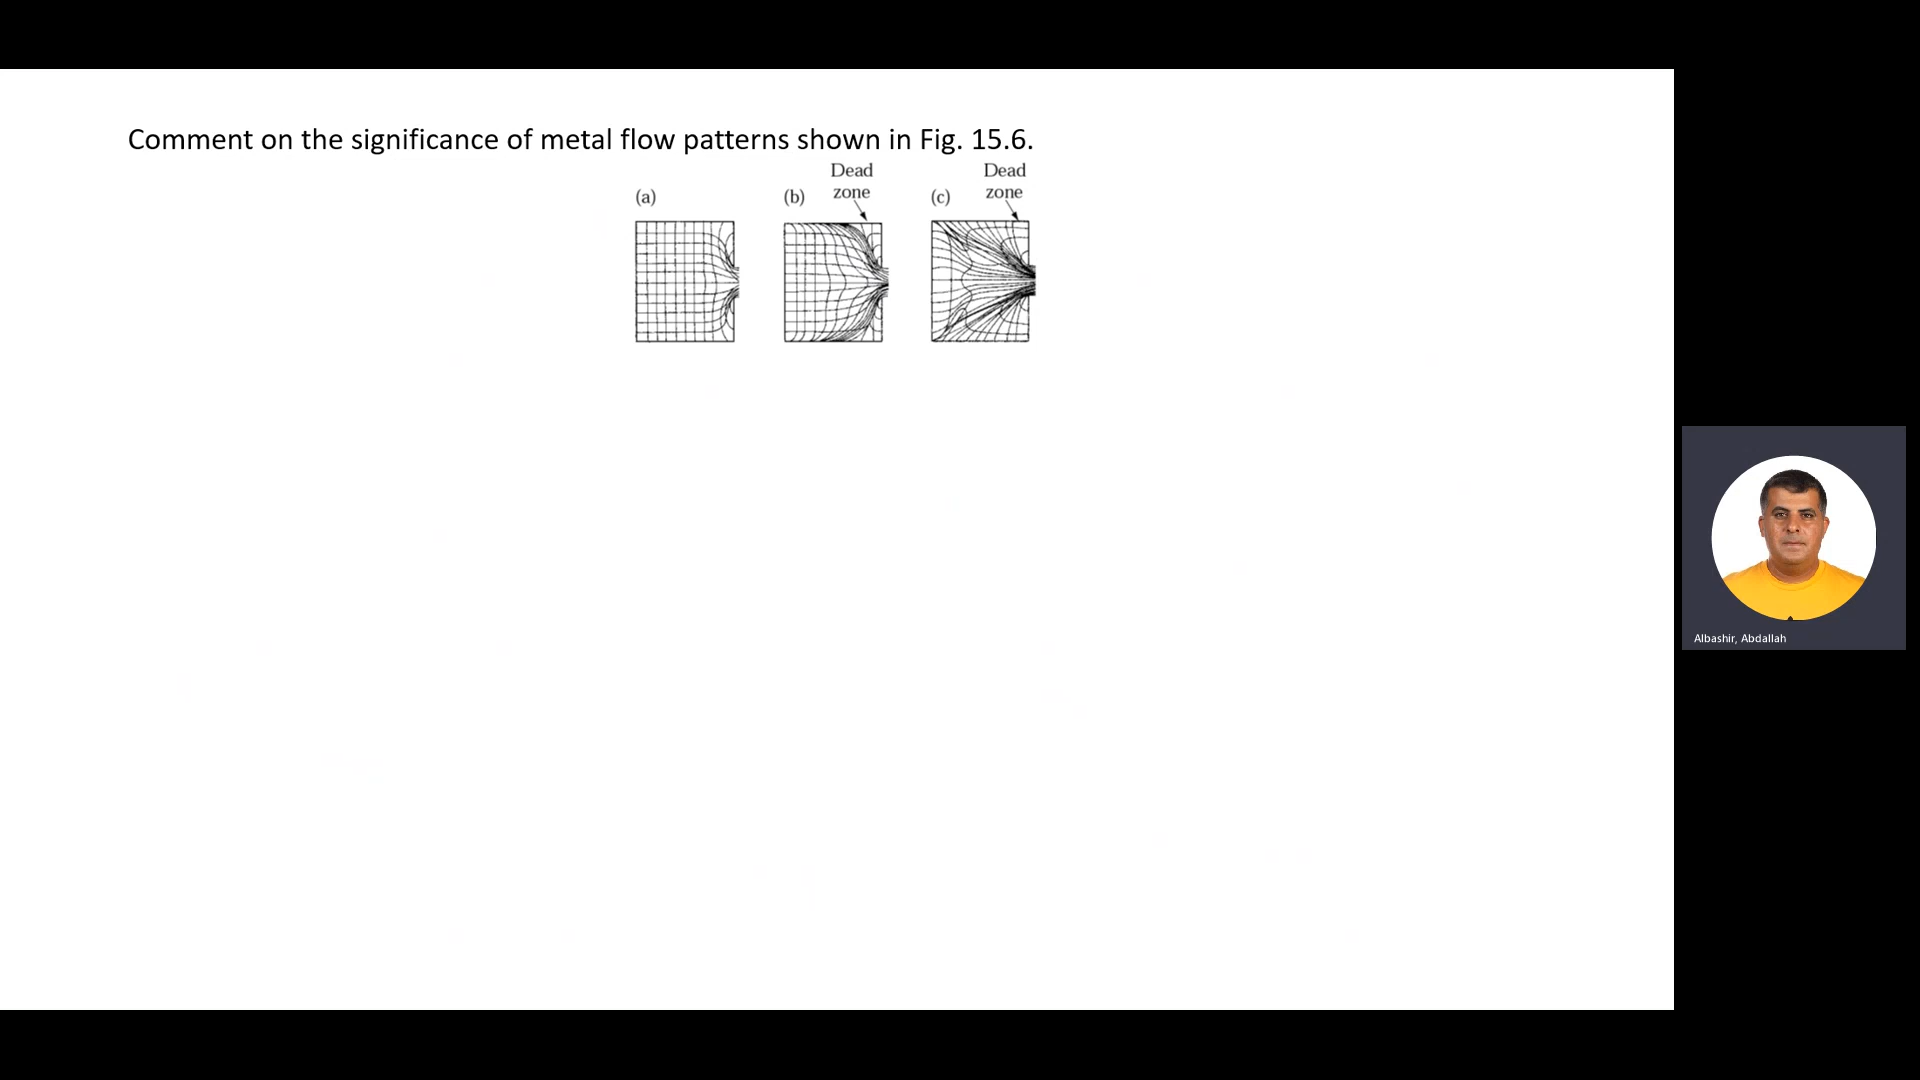 Comment on the significance of metal flow patterns shown in Fig. 15.6.
(a)
(b)
Dead
zone
(c)
Dead
zone
Albashir, Abdallah